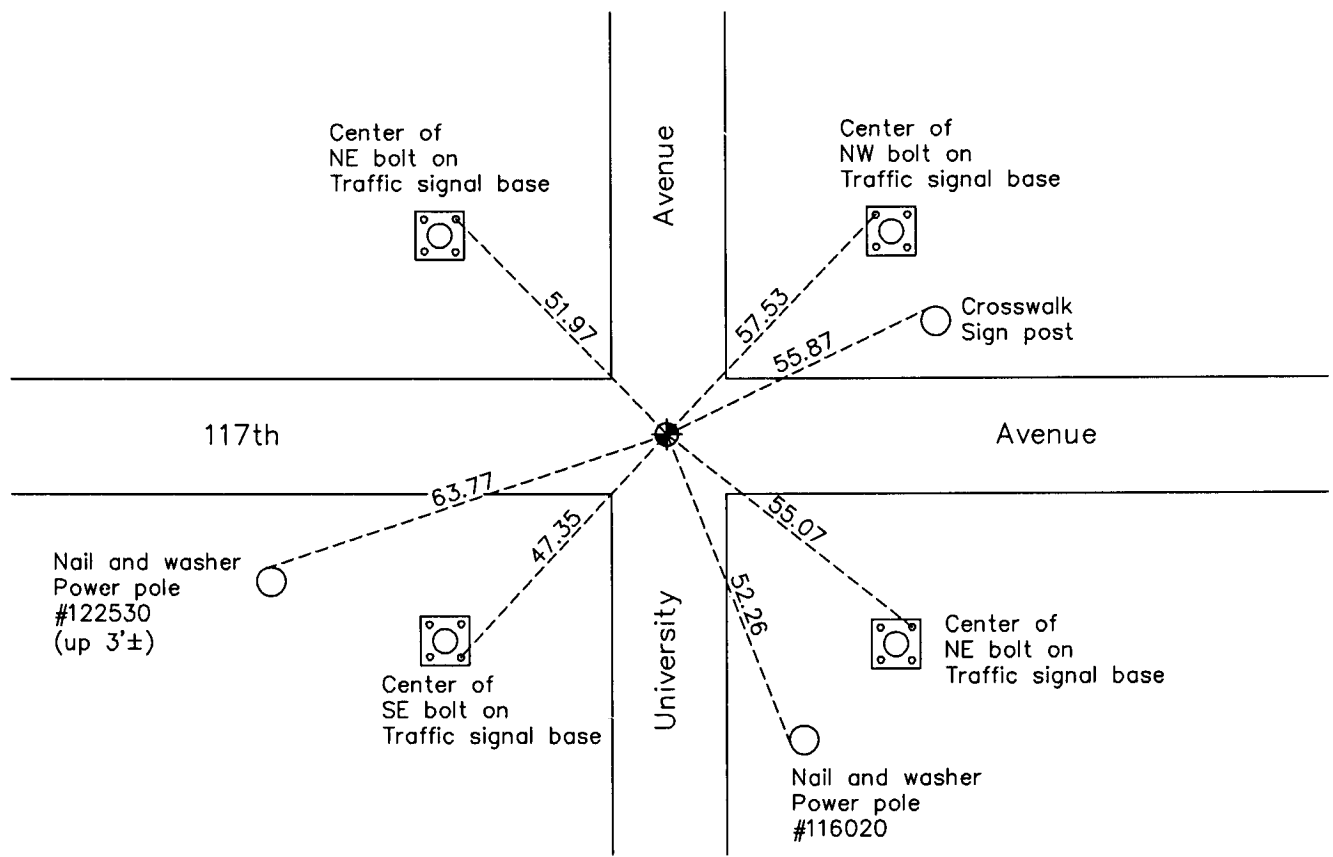 Center of
NE bolt on
Traffic signal base
Avenue
Center of
NW bolt on
Traffic signal base
51.97
57.53
Crosswalk
Sign post
55.87
117th
Avenue
63.77
47.35
55.07
52.26
Nail and washer
Power pole
#122530
(up 3'±)
University
Center of
SE bolt on
Traffic signal base
Center of
NE bolt on
Traffic signal base
Nail and washer
Power pole
#116020